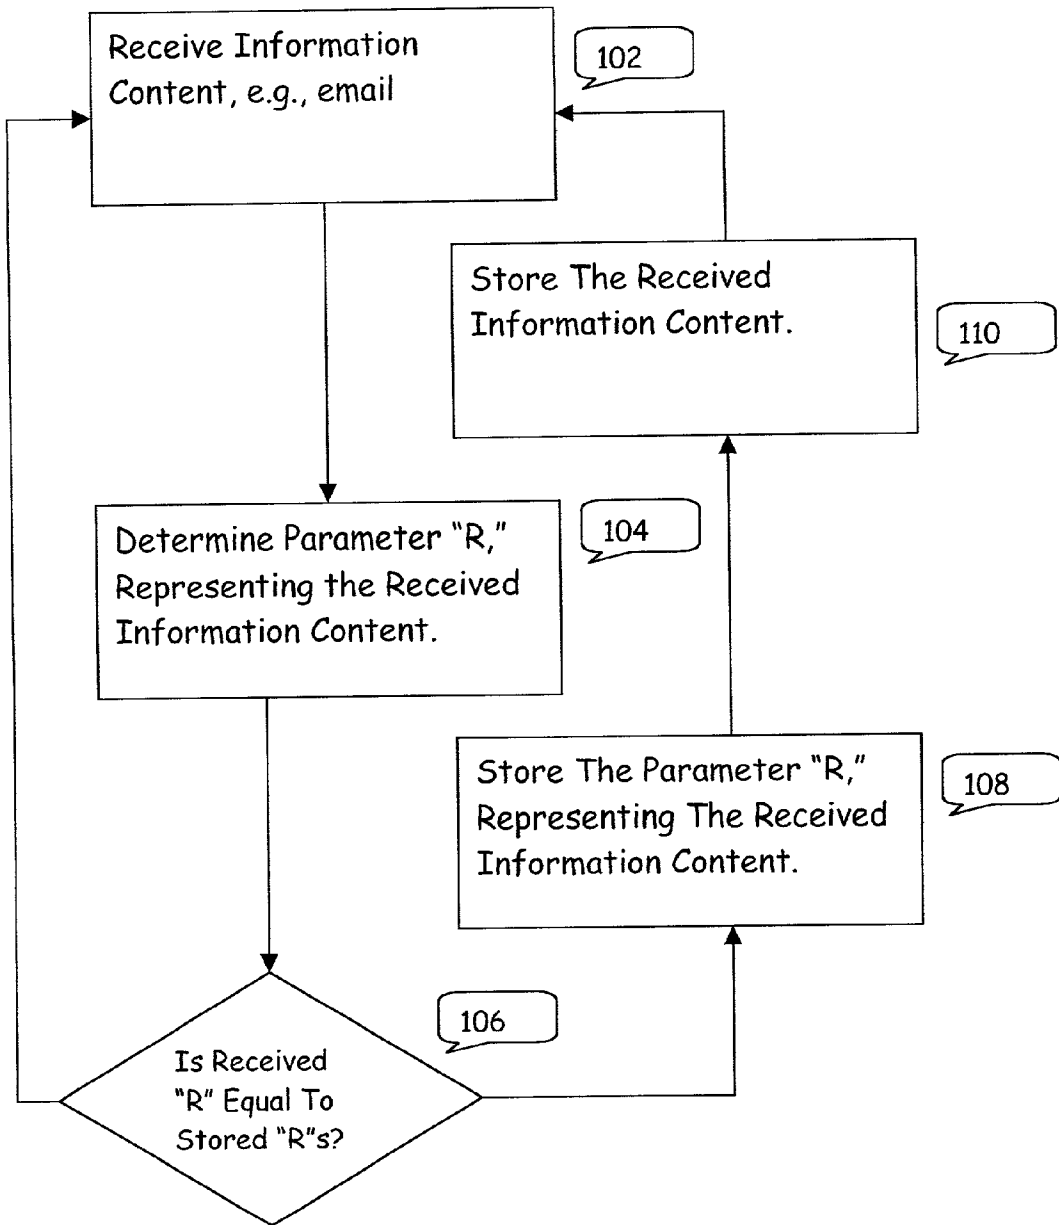 Receive Information
Content, e.g., email
102
Store The Received
Information Content.
110
Determine Parameter “R,”
Representing the Received
Information Content.
104
Store The Parameter “R,”
Representing The Received
Information Content.
108
Is Received
“R” Equal To
Stored “R”s?
106